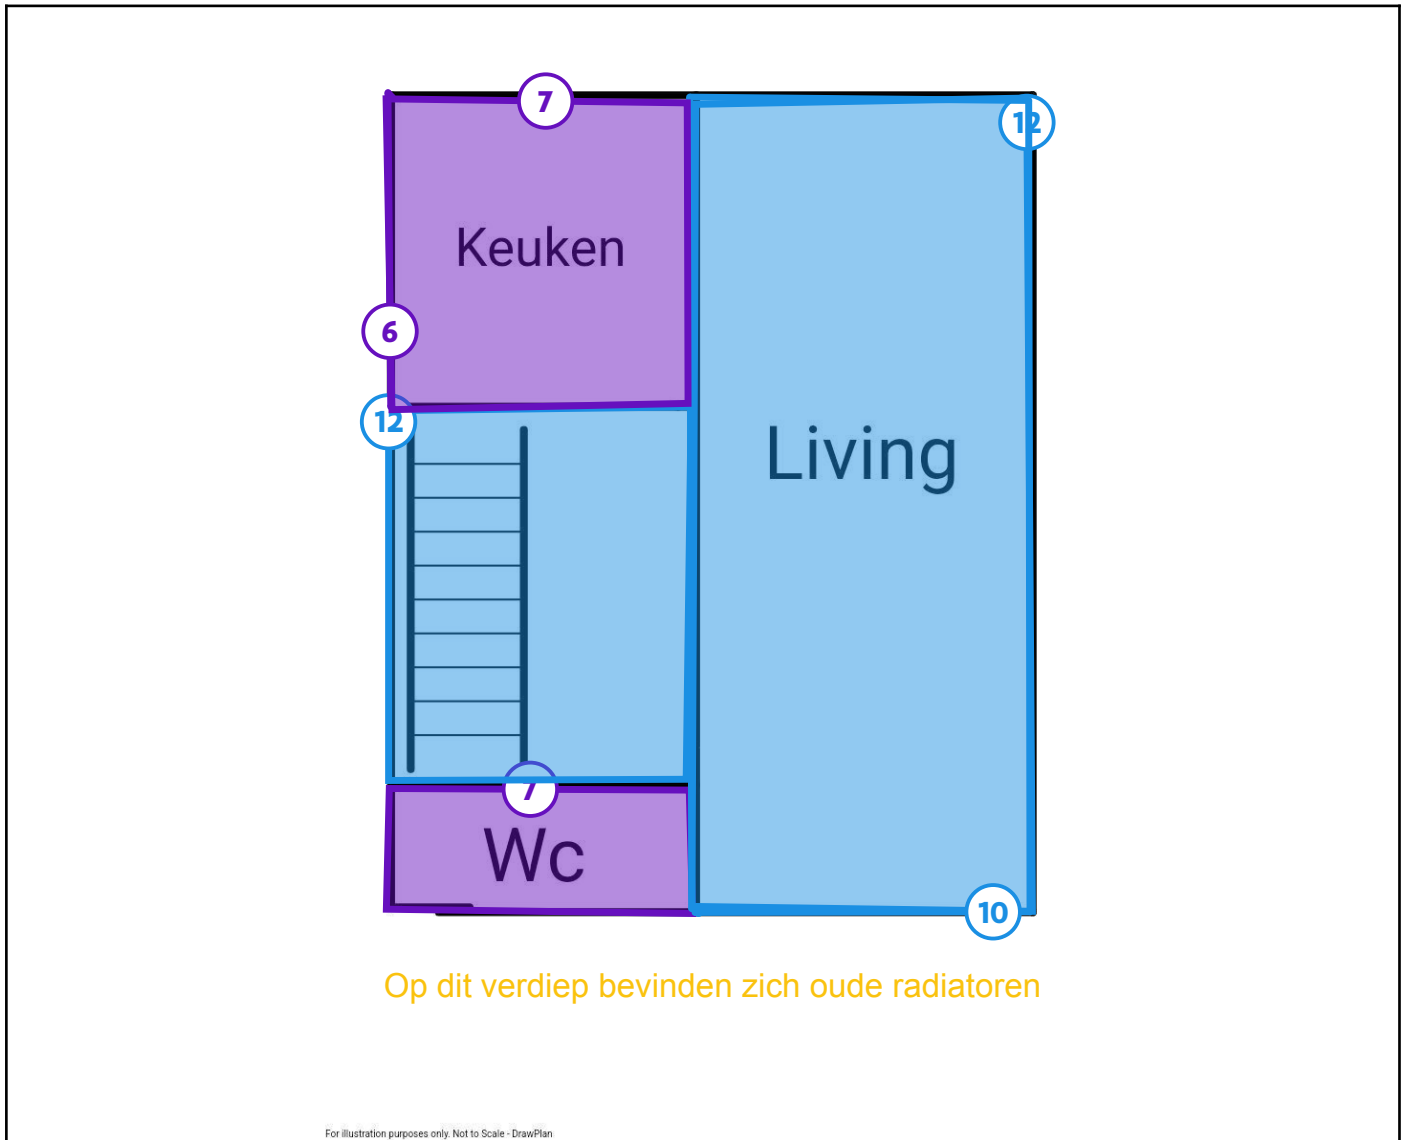 7
12
Keuken
6
12
Living
7
Wc
10
Op dit verdiep bevinden zich oude radiatoren
For illustration purposes only. Not to Scale - DrawPlan